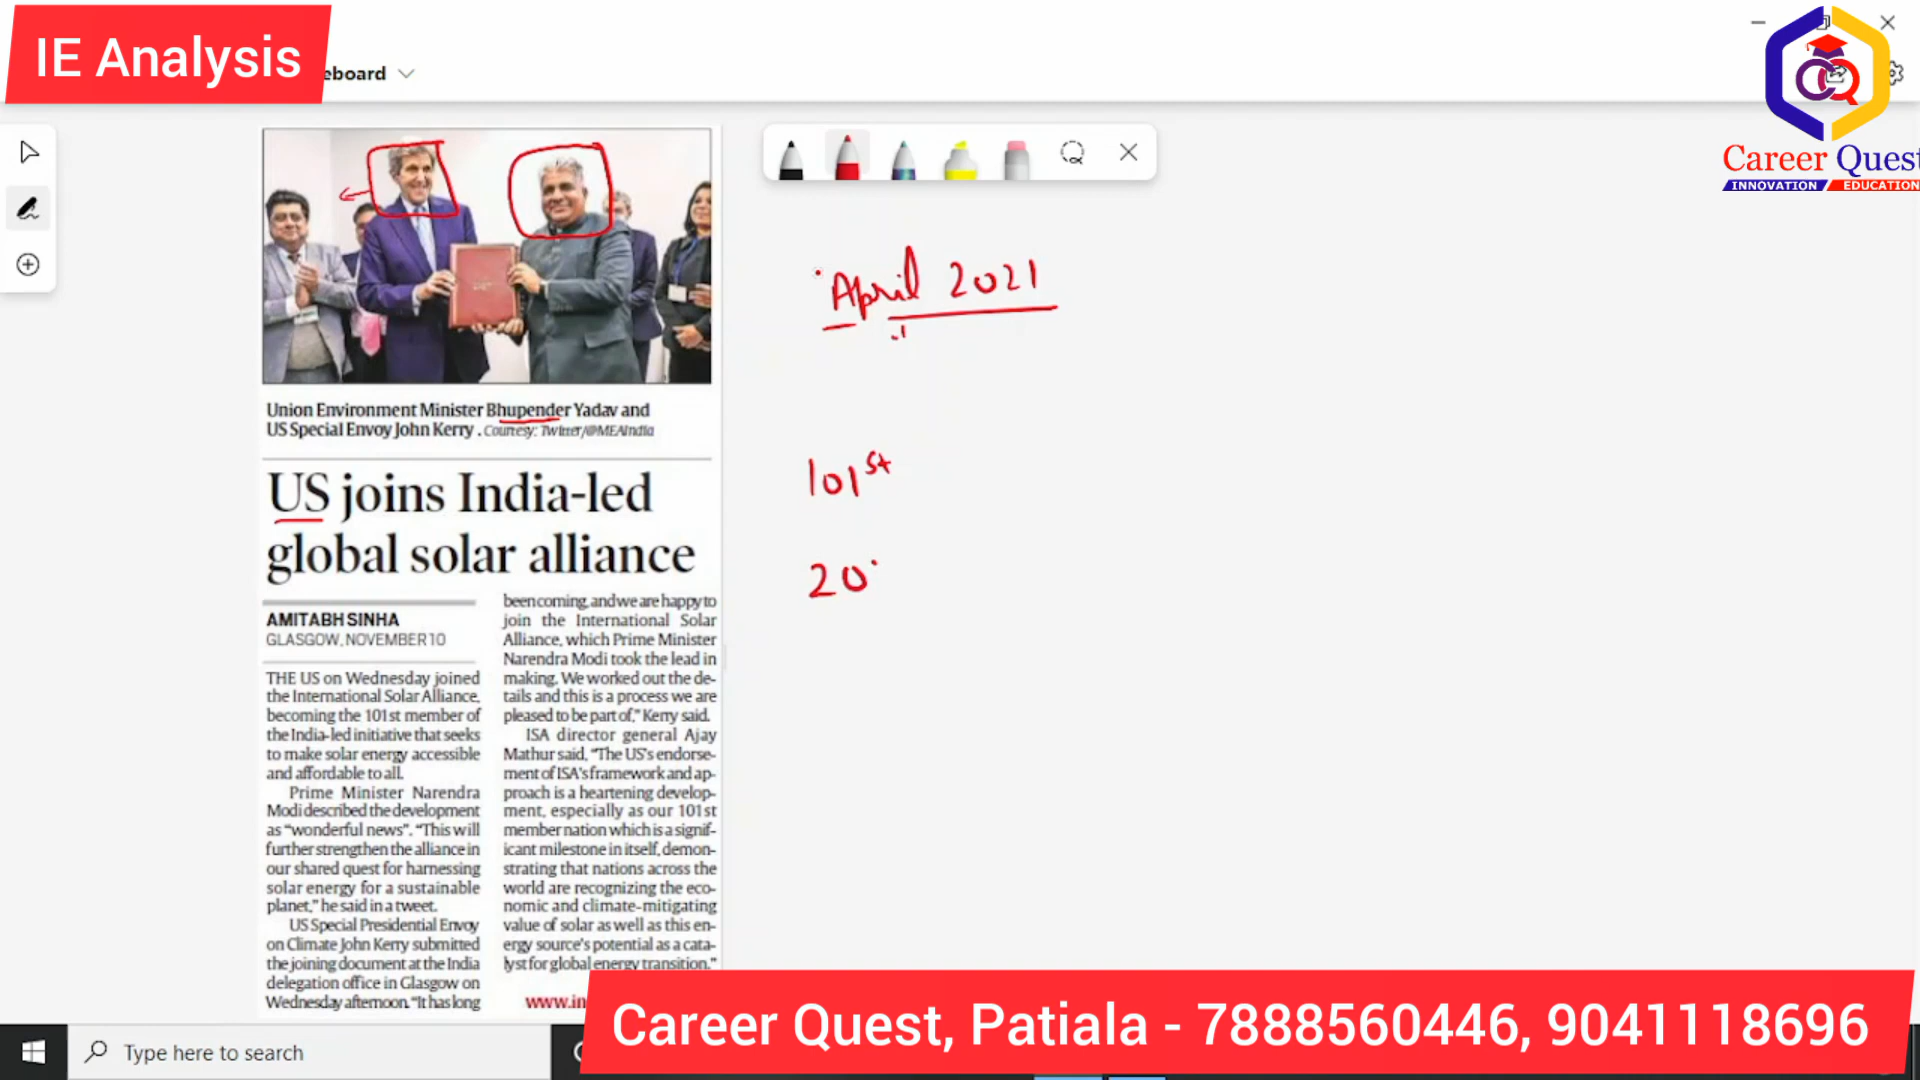 IE Analysis
eboard
Career Quest
INNOVATION EDUCATION
April 2021
101st
20
Union Environment Minister Bhupender Yadav and
US Special Envoy John Kerry . Courtesy: Twitter/@MEAIndia
US joins India-led
global solar alliance
AMITABH SINHA
GLASGOW, NOVEMBER 10
THE US on Wednesday joined
the International Solar Alliance,
becoming the 101st member of
the India-led initiative that seeks
to make solar energy accessible
and affordable to all.
Prime Minister Narendra
Modi described the development
as “wonderful news”. “This will
further strengthen the alliance in
our shared quest for harnessing
solar energy for a sustainable
planet,” he said in a tweet.
US Special Presidential Envoy
on Climate John Kerry submitted
the joining document at the India
delegation office in Glasgow on
Wednesday afternoon. “It has long
been coming, and we are happy to
join the International Solar
Alliance, which Prime Minister
Narendra Modi took the lead in
making. We worked out the de-
tails and this is a process we are
pleased to be part of,” Kerry said.
ISA director general Ajay
Mathur said, “The US’s endorse-
ment of ISA’s framework and ap-
proach is a heartening develop-
ment, especially as our 101st
member nation which is a signif-
icant milestone in itself, demon-
strating that nations across the
world are recognizing the eco-
nomic and climate-mitigating
value of solar as well as this en-
ergy source’s potential as a cata-
lyst for global energy transition.”
www.in
Career Quest, Patiala - 7888560446, 9041118696
Type here to search